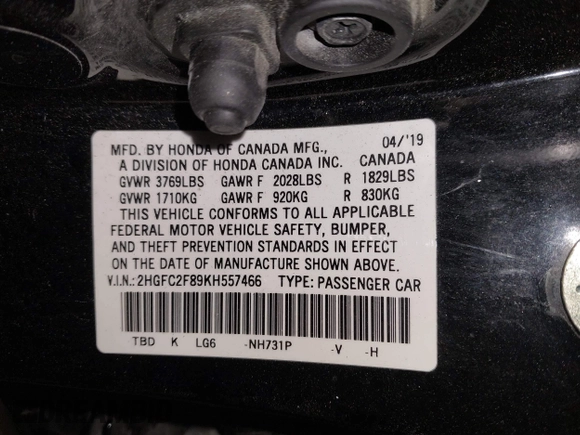 MFD. BY HONDA OF CANADA MFG., 04/'19
A DIVISION OF HONDA CANADA INC. CANADA
GVWR 3769LBS GAWR F 2028LBS R 1829LBS
GVWR 1710KG GAWR F 920KG R 830KG
THIS VEHICLE CONFORMS TO ALL APPLICABLE
FEDERAL MOTOR VEHICLE SAFETY, BUMPER,
AND THEFT PREVENTION STANDARDS IN EFFECT
ON THE DATE OF MANUFACTURE SHOWN ABOVE.
V.I.N.: 2HGFC2F89KH557466 TYPE: PASSENGER CAR
TBD K LG6 -NH731P -V -H